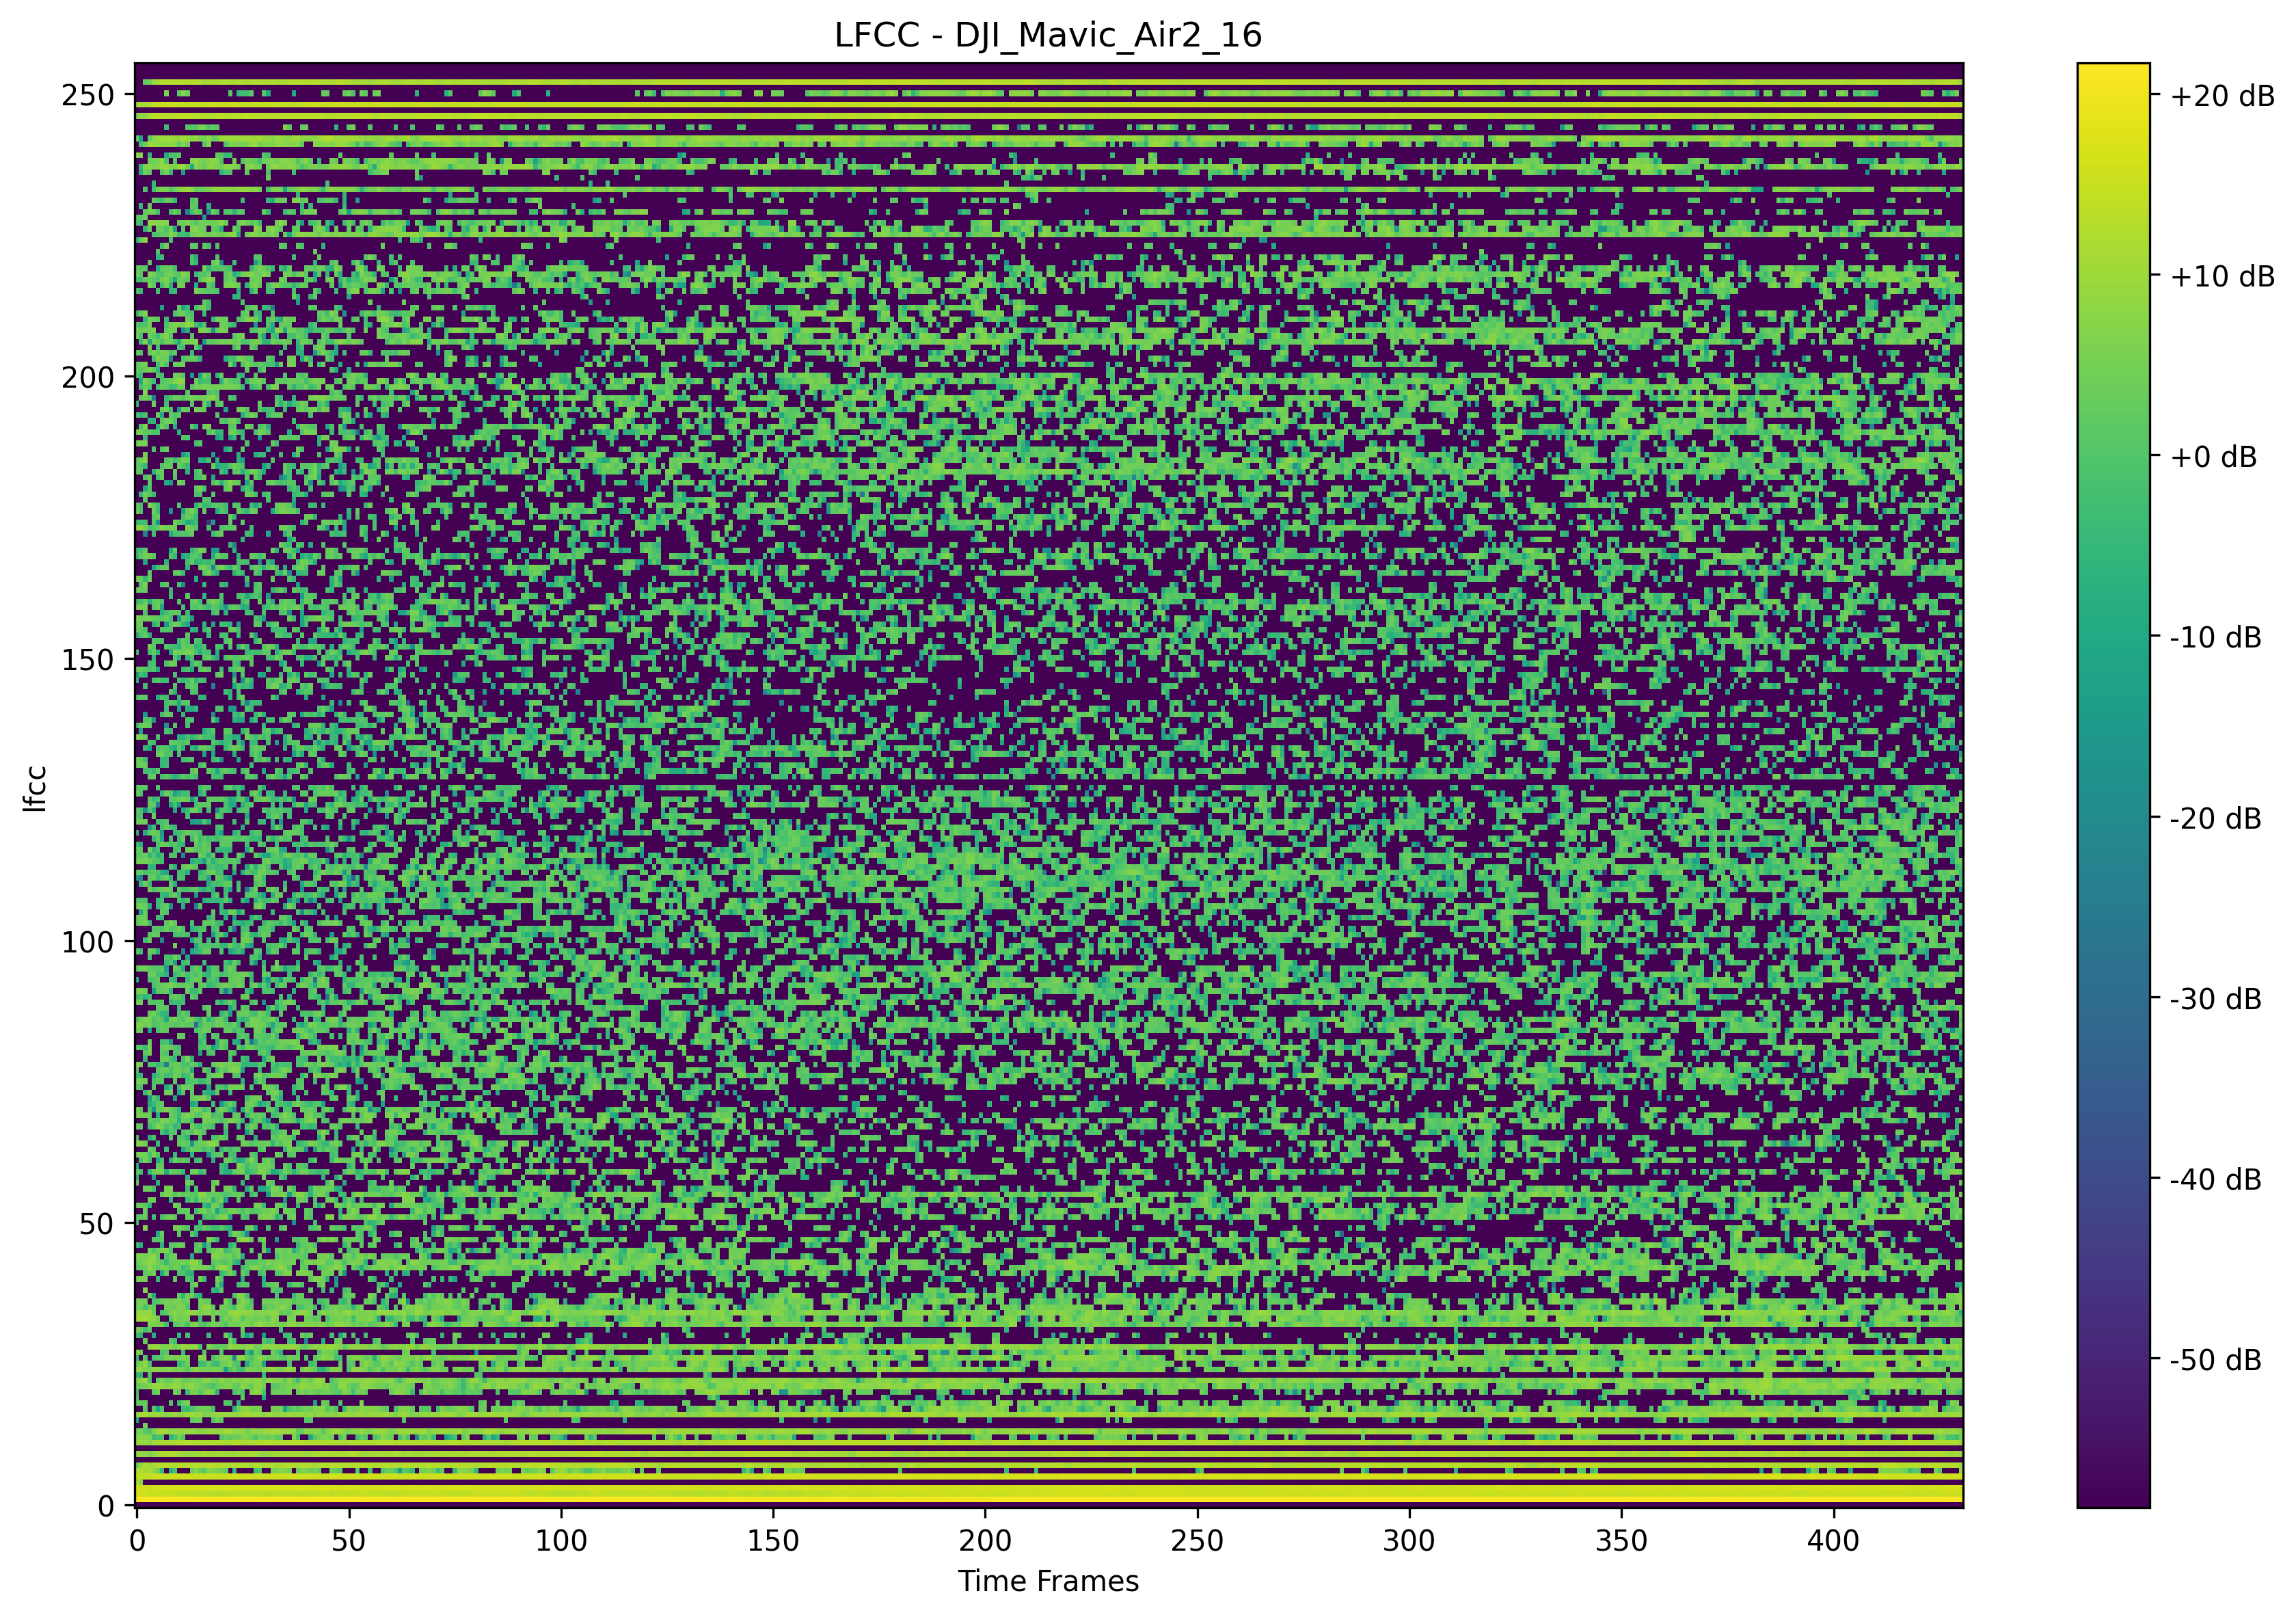 LFCC - DJI_Mavic_Air2_16
250
200
150
100
50
0
lfcc
0 50 100 150 200 250 300 350 400
Time Frames
+20 dB
+10 dB
+0 dB
-10 dB
-20 dB
-30 dB
-40 dB
-50 dB